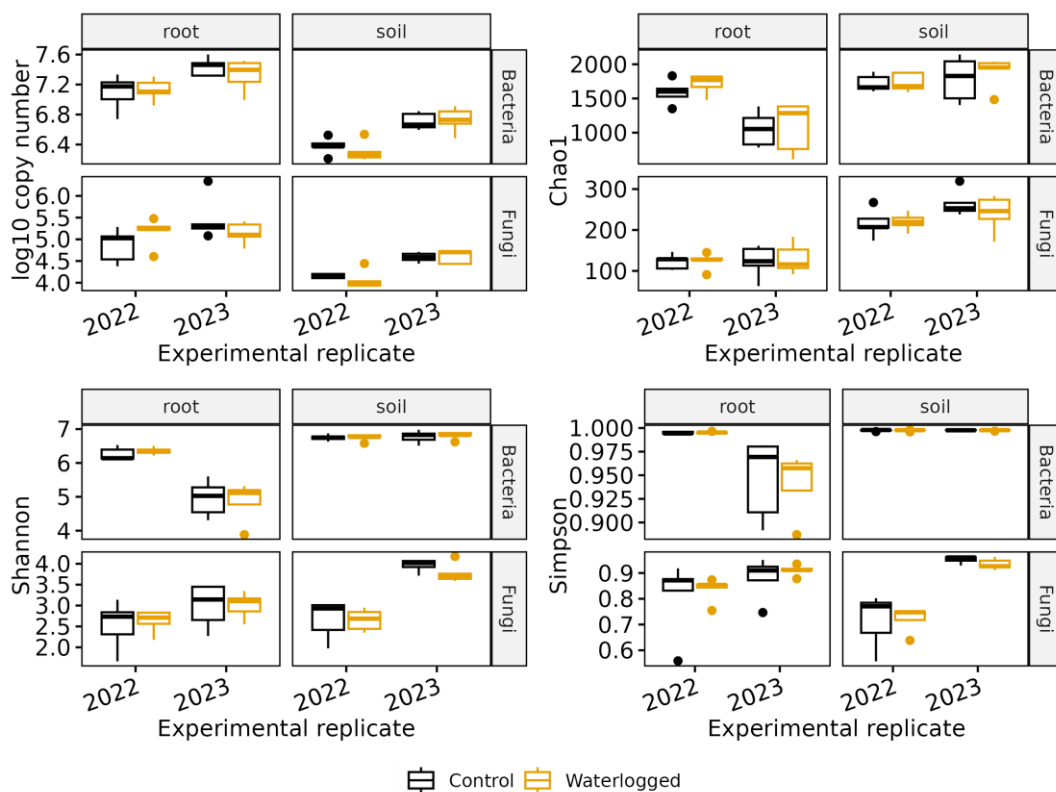 root soil
log10 copy number
7.6
7.2
6.8
6.4
Bacteria
6.0
5.5
5.0
4.5
4.0
Fungi
2022 2023 2022 2023
Experimental replicate
root soil
Chao1
2000
1500
1000
Bacteria
300
200
100
Fungi
2022 2023 2022 2023
Experimental replicate
root soil
Shannon
7
6
5
4
Bacteria
4.0
3.5
3.0
2.5
2.0
Fungi
2022 2023 2022 2023
Experimental replicate
root soil
Simpson
1.000
0.975
0.950
0.925
0.900
Bacteria
0.9
0.8
0.7
0.6
Fungi
2022 2023 2022 2023
Experimental replicate
Control Waterlogged